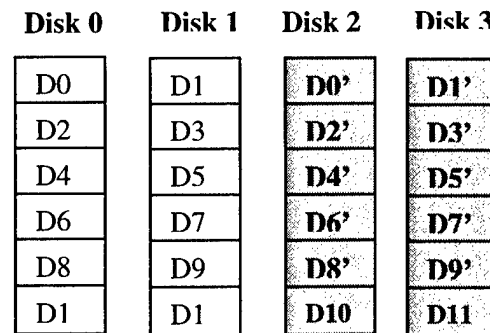 Disk 0 Disk 1 Disk 2 Disk 3
D0 D1 D0' D1'
D2 D3 D2' D3'
D4 D5 D4' D5'
D6 D7 D6' D7'
D8 D9 D8' D9'
D1 D1 D10 D11